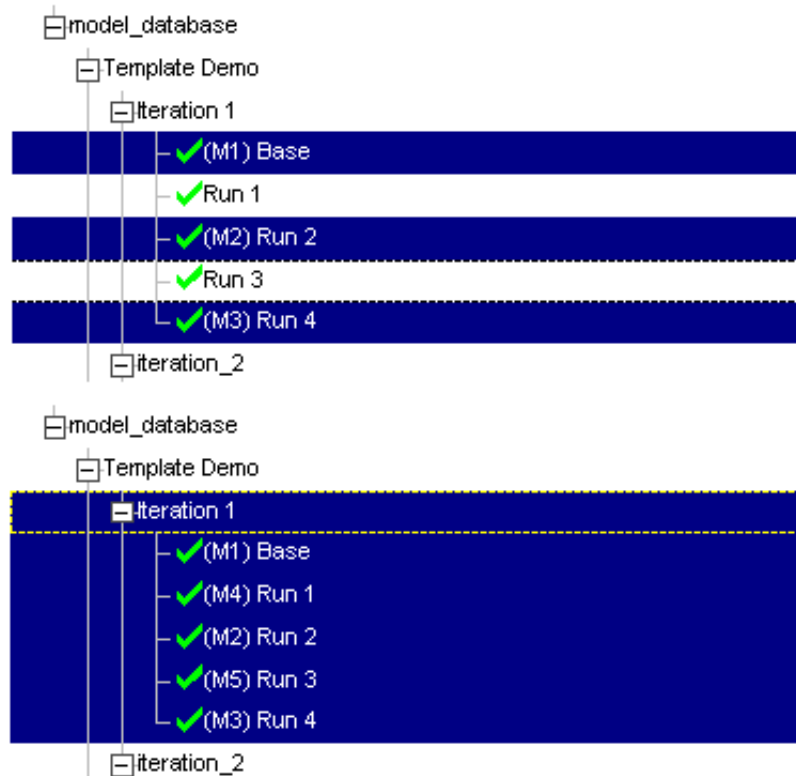 model_database
Template Demo
Iteration 1
(M1) Base
Run 1
(M2) Run 2
Run 3
(M3) Run 4
iteration_2
model_database
Template Demo
Iteration 1
(M1) Base
(M4) Run 1
(M2) Run 2
(M5) Run 3
(M3) Run 4
iteration_2